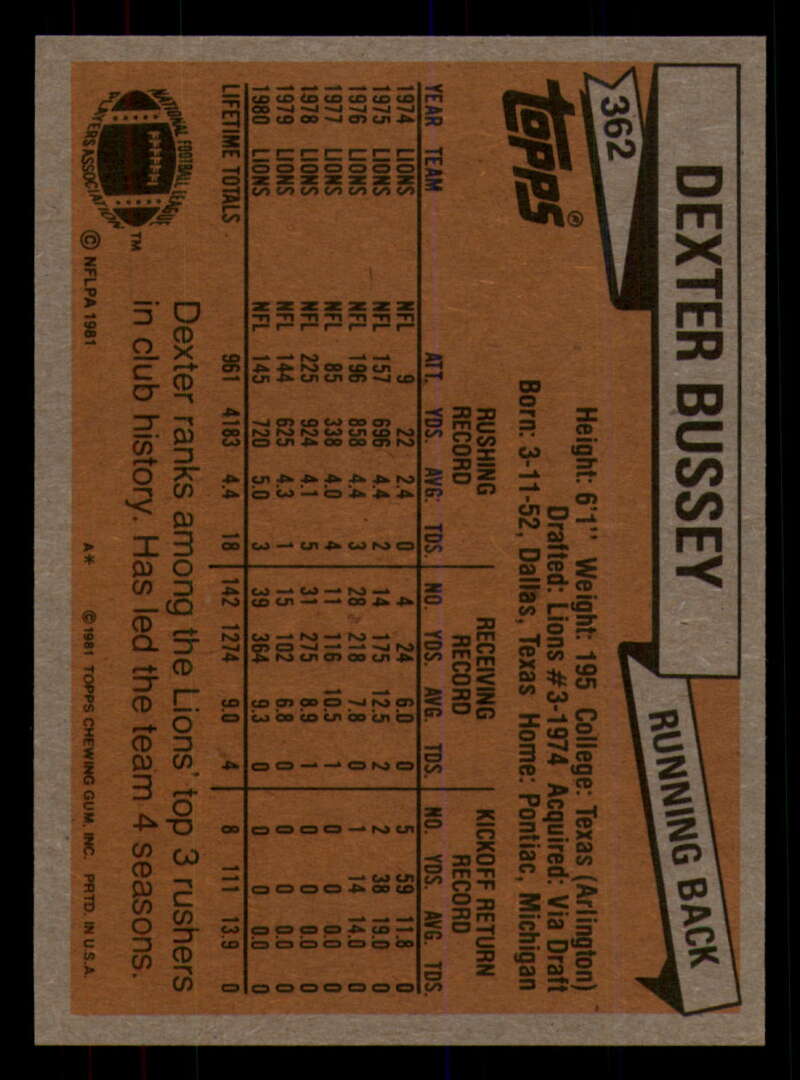 DEXTER BUSSEY
RUNNING BACK
362
Topps®
Height: 6'1" Weight: 195 College: Texas (Arlington)
Drafted: Lions #3-1974 Acquired: Via Draft
Born: 3-11-52, Dallas, Texas Home: Pontiac, Michigan
RUSHING RECORD RECEIVING RECORD KICKOFF RETURN RECORD
YEAR TEAM ATT. YDS. AVG. TDS. NO. YDS. AVG. TDS. NO. YDS. AVG. TDS.
1974 LIONS NFL 9 22 2.4 0 4 24 6.0 0 5 59 11.8 0
1975 LIONS NFL 157 696 4.4 2 14 175 12.5 2 2 38 19.0 0
1976 LIONS NFL 196 858 4.4 3 28 218 7.8 0 1 14 14.0 0
1977 LIONS NFL 85 338 4.0 4 11 116 10.5 1 0 0 0.0 0
1978 LIONS NFL 225 924 4.1 5 31 275 8.9 1 0 0 0.0 0
1979 LIONS NFL 144 625 4.3 1 15 102 6.8 0 0 0 0.0 0
1980 LIONS NFL 145 720 5.0 3 39 364 9.3 0 0 0 0.0 0
LIFETIME TOTALS 961 4183 4.4 18 142 1274 9.0 4 8 111 13.9 0
NATIONAL FOOTBALL LEAGUE
PLAYERS ASSOCIATION
NFLPA
TM
© NFLPA 1981
Dexter ranks among the Lions' top 3 rushers
in club history. Has led the team 4 seasons.
A* © 1981 TOPPS CHEWING GUM, INC. PRTD. IN U.S.A.